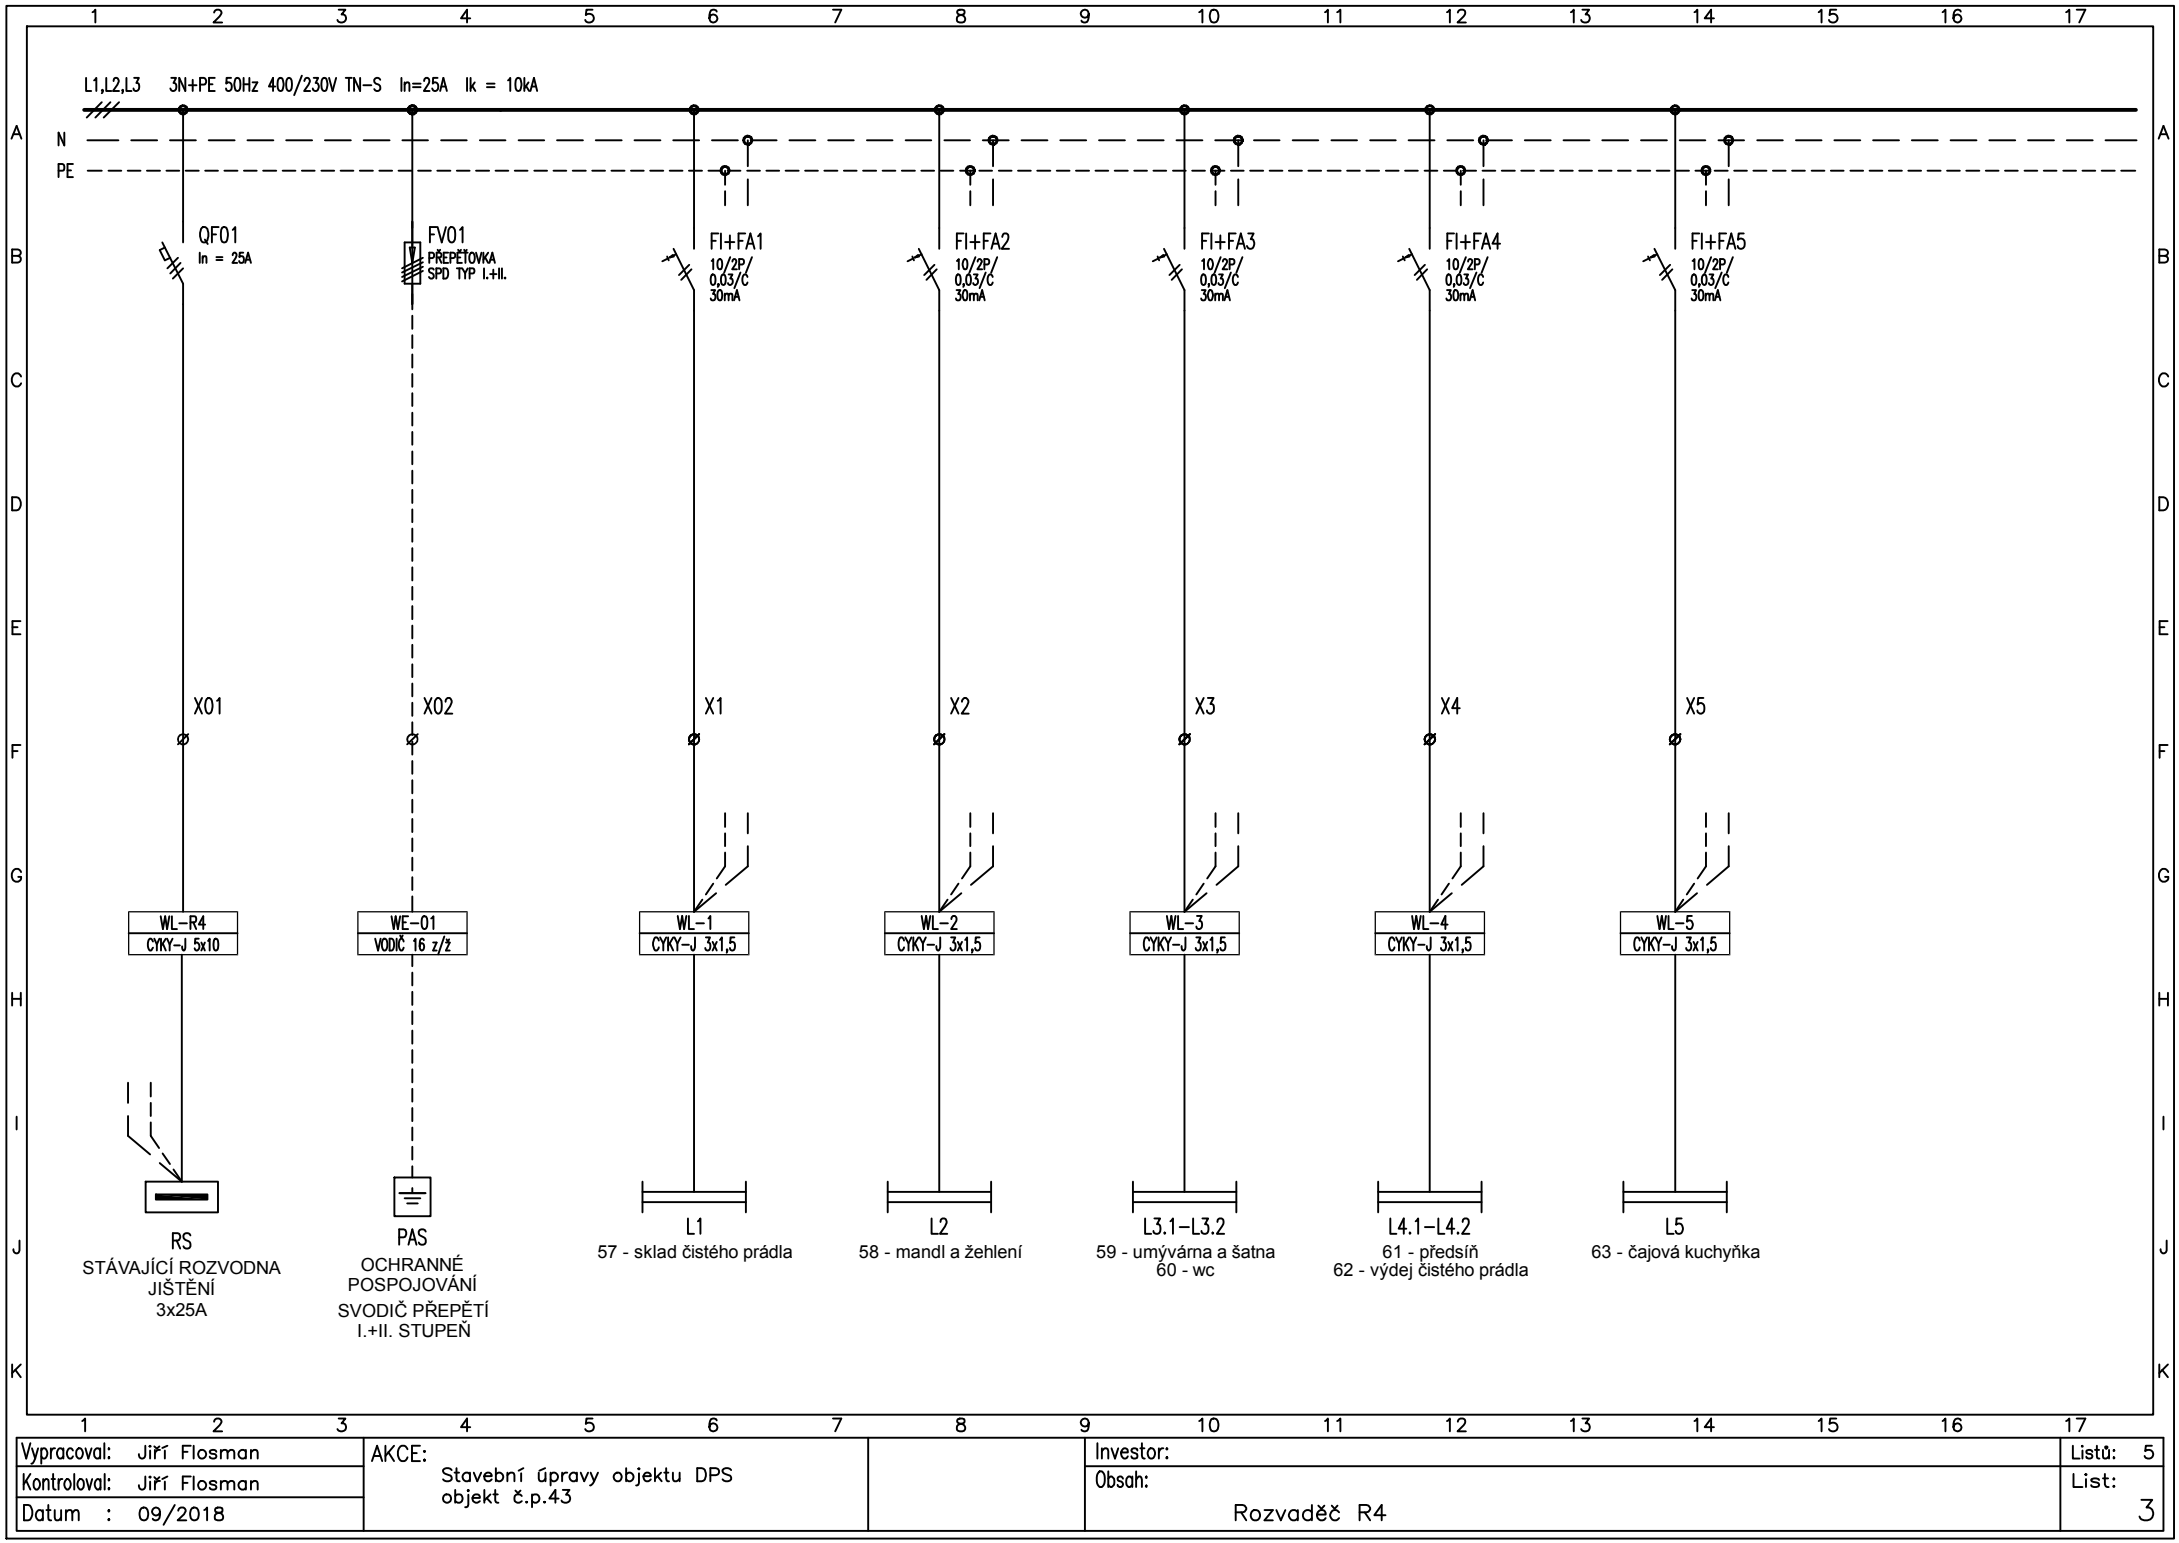 1 2 3 4 5 6 7 8 9 10 11 12 13 14 15 16 17
L1,L2,L3 3N+PE 50Hz 400/230V TN-S In=25A Ik = 10kA
A A
N
PE
QF01
In = 25A
FV01
PŘEPĚŤOVKA
SPD TYP I.+II.
FI+FA1
10/2P/
0,03/C
30mA
FI+FA2
10/2P/
0,03/C
30mA
FI+FA3
10/2P/
0,03/C
30mA
FI+FA4
10/2P/
0,03/C
30mA
FI+FA5
10/2P/
0,03/C
30mA
B B
C C
D D
E E
X01 X02 X1 X2 X3 X4 X5
F F
G G
WL-R4
CYKY-J 5x10
WE-01
VODIČ 16 z/ž
WL-1
CYKY-J 3x1,5
WL-2
CYKY-J 3x1,5
WL-3
CYKY-J 3x1,5
WL-4
CYKY-J 3x1,5
WL-5
CYKY-J 3x1,5
H H
I I
J J
RS
STÁVAJÍCÍ ROZVODNA
JIŠTĚNÍ
3x25A
PAS
OCHRANNÉ
POSPOJOVÁNÍ
SVODIČ PŘEPĚTÍ
I.+II. STUPEŇ
L1
57 - sklad čistého prádla
L2
58 - mandl a žehlení
L3.1-L3.2
59 - umývárna a šatna
60 - wc
L4.1-L4.2
61 - předsíň
62 - výdej čistého prádla
L5
63 - čajová kuchyňka
K K
1 2 3 4 5 6 7 8 9 10 11 12 13 14 15 16 17
Vypracoval: Jiří Flosman
Kontroloval: Jiří Flosman
Datum : 09/2018
AKCE:
Stavební úpravy objektu DPS
objekt č.p.43
Investor:
Obsah:
Rozvaděč R4
Listů: 5
List:
3